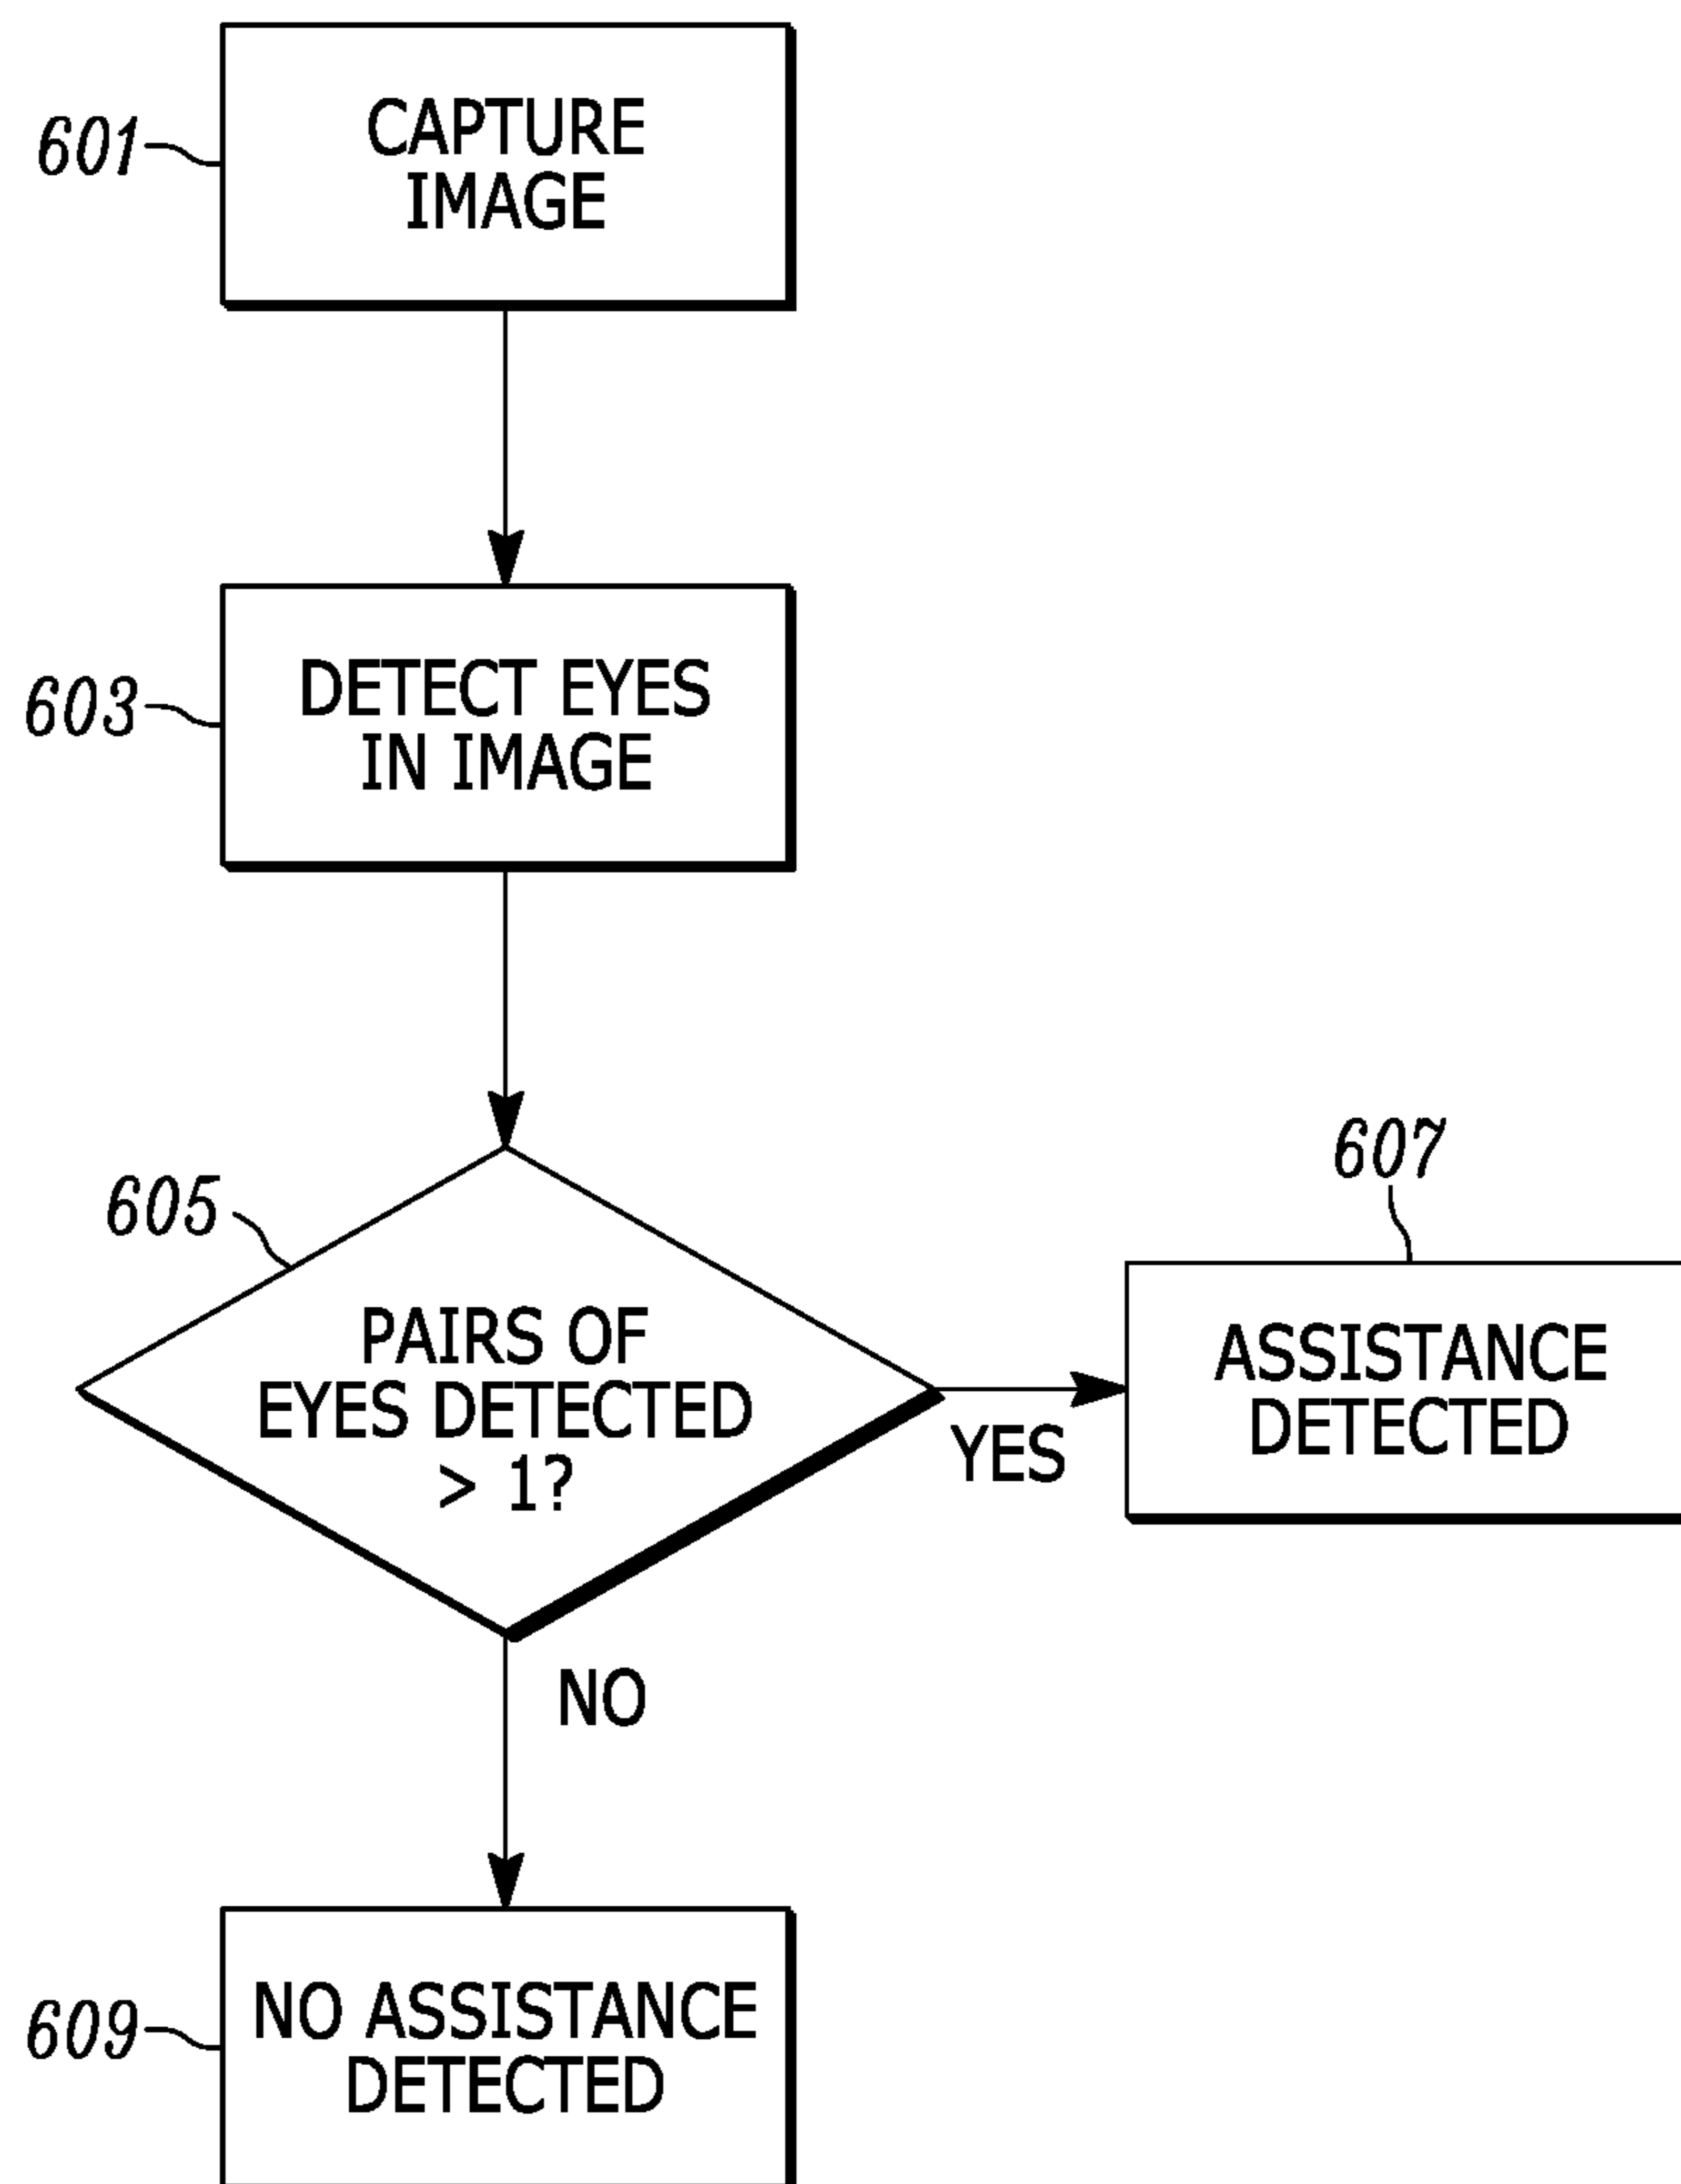 601
CAPTURE
IMAGE
603
DETECT EYES
IN IMAGE
605
PAIRS OF
EYES DETECTED
> 1?
YES
607
ASSISTANCE
DETECTED
NO
609
NO ASSISTANCE
DETECTED